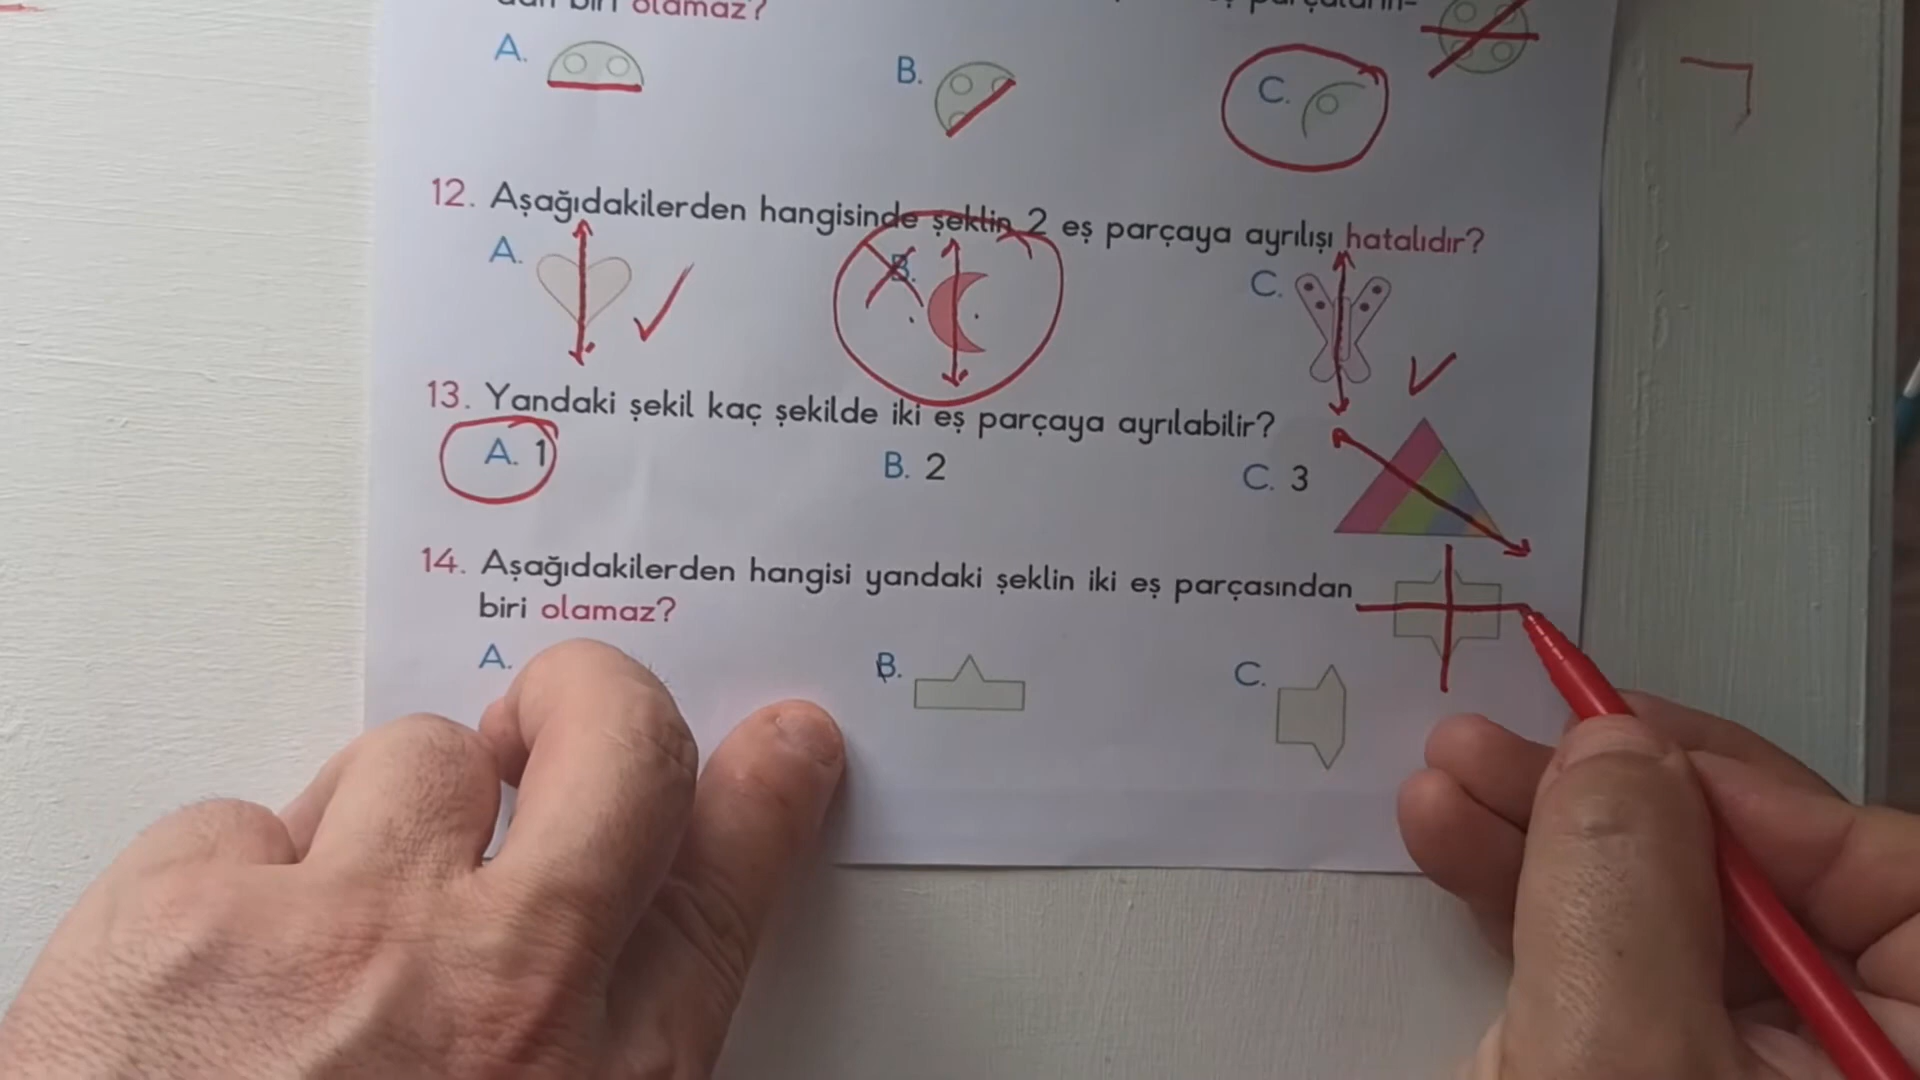 olamaz?
A.
B.
C.
12. Aşağıdakilerden hangisinde şeklin 2 eş parçaya ayrılışı hatalıdır?
A.
B.
C.
13. Yandaki şekil kaç şekilde iki eş parçaya ayrılabilir?
A. 1
B. 2
C. 3
14. Aşağıdakilerden hangisi yandaki şeklin iki eş parçasından
biri olamaz?
A.
B.
C.